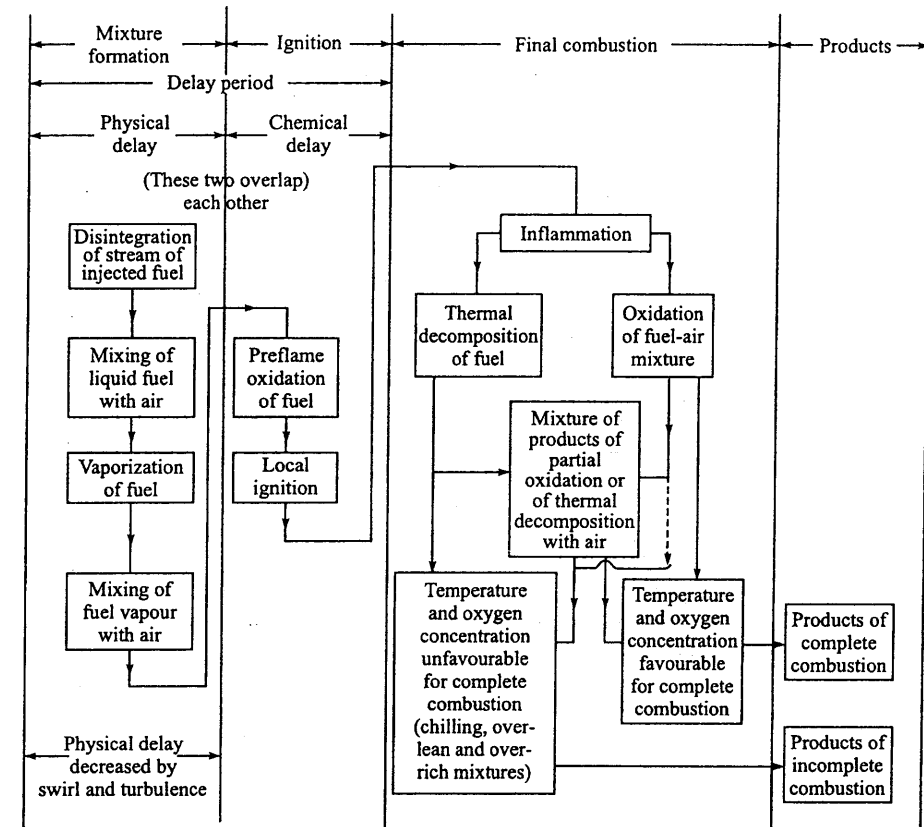 Mixture
formation
Ignition
Final combustion
Products
Delay period
Physical
delay
Chemical
delay
(These two overlap)
each other
Disintegration
of stream of
injected fuel
Mixing of
liquid fuel
with air
Vaporization
of fuel
Mixing of
fuel vapour
with air
Physical delay
decreased by
swirl and turbulence
Preflame
oxidation
of fuel
Local
ignition
Inflammation
Thermal
decomposition
of fuel
Oxidation
of fuel-air
mixture
Mixture of
products of
partial
oxidation or
of thermal
decomposition
with air
Temperature
and oxygen
concentration
unfavourable
for complete
combustion
(chilling, over-
lean and over-
rich mixtures)
Temperature
and oxygen
concentration
favourable
for complete
combustion
Products of
complete
combustion
Products of
incomplete
combustion